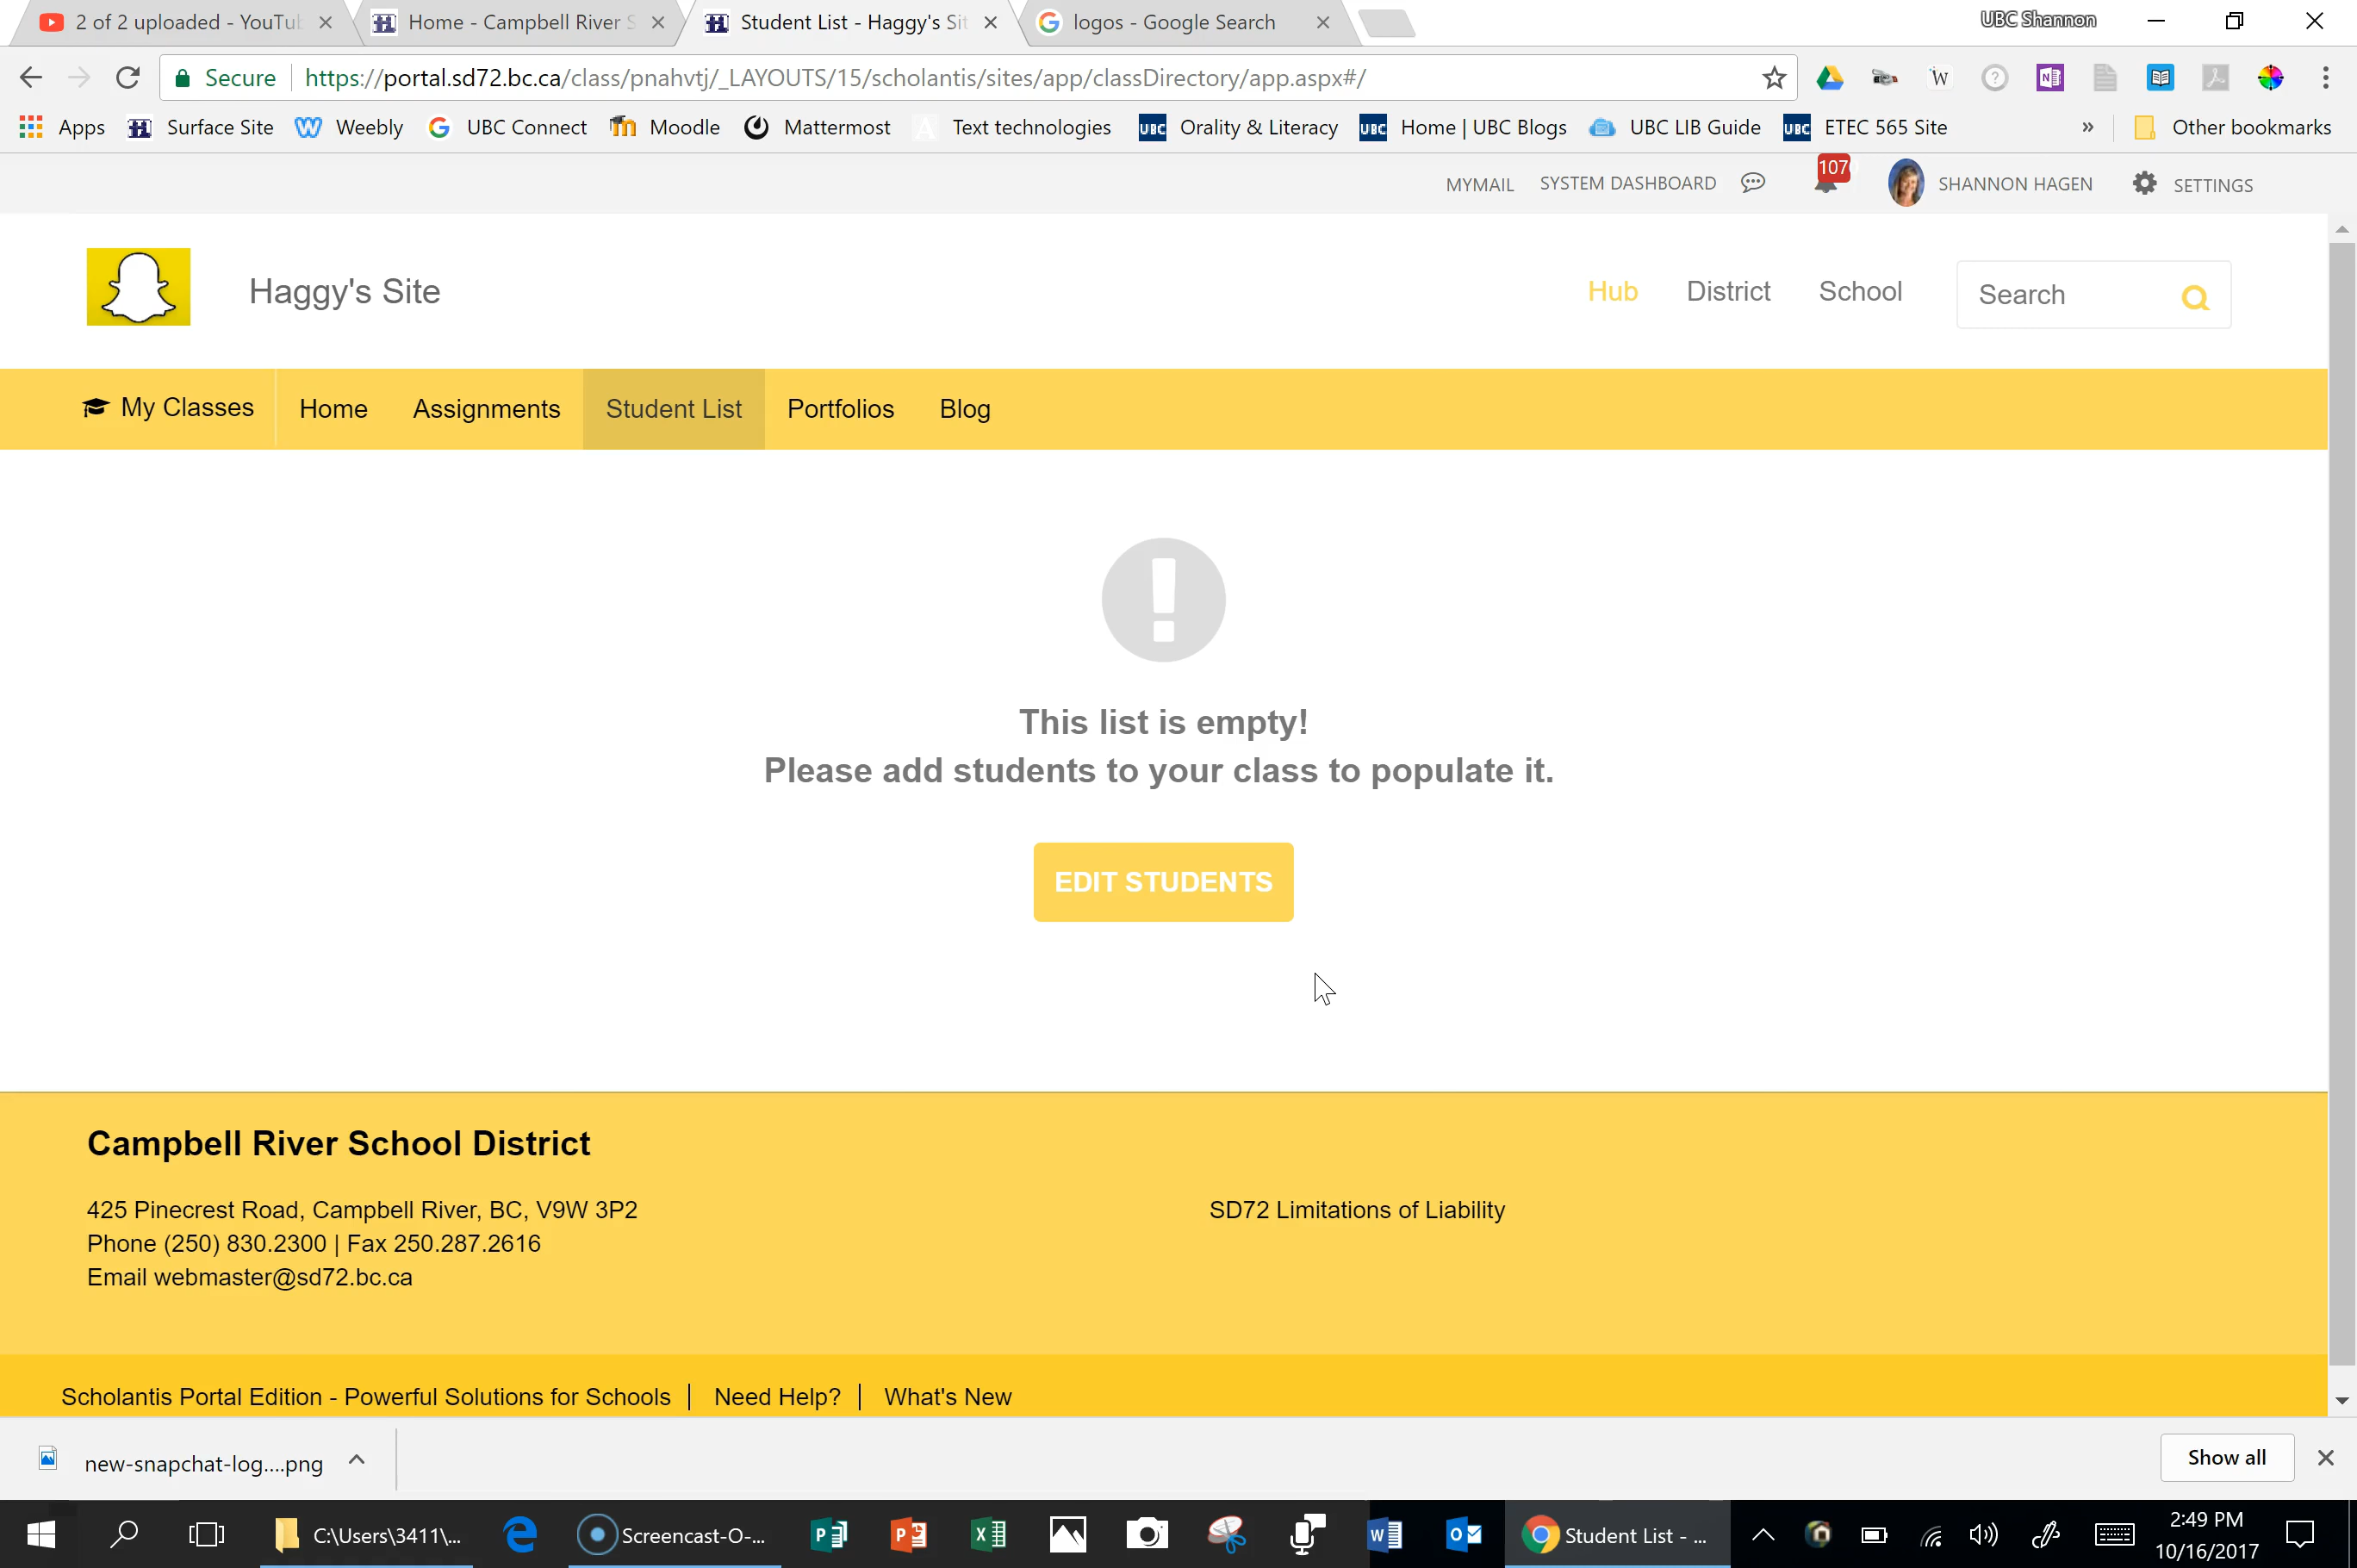 2 of 2 uploaded - YouTub
Home - Campbell River S
Student List - Haggy's Sit
logos - Google Search
UBC Shannon
Secure
https://portal.sd72.bc.ca/class/pnahvtj/_LAYOUTS/15/scholantis/sites/app/classDirectory/app.aspx#/
Apps
Surface Site
Weebly
UBC Connect
Moodle
Mattermost
Text technologies
UBC
Orality & Literacy
UBC
Home | UBC Blogs
UBC LIB Guide
UBC
ETEC 565 Site
»
Other bookmarks
MYMAIL
SYSTEM DASHBOARD
107
SHANNON HAGEN
SETTINGS
Haggy's Site
Hub
District
School
Search
My Classes
Home
Assignments
Student List
Portfolios
Blog
This list is empty!
Please add students to your class to populate it.
EDIT STUDENTS
Campbell River School District
425 Pinecrest Road, Campbell River, BC, V9W 3P2
Phone (250) 830.2300 | Fax 250.287.2616
Email webmaster@sd72.bc.ca
SD72 Limitations of Liability
Scholantis Portal Edition - Powerful Solutions for Schools | Need Help? | What's New
new-snapchat-log....png
Show all
C:\Users\3411\...
Screencast-O-...
Student List - ...
2:49 PM
10/16/2017